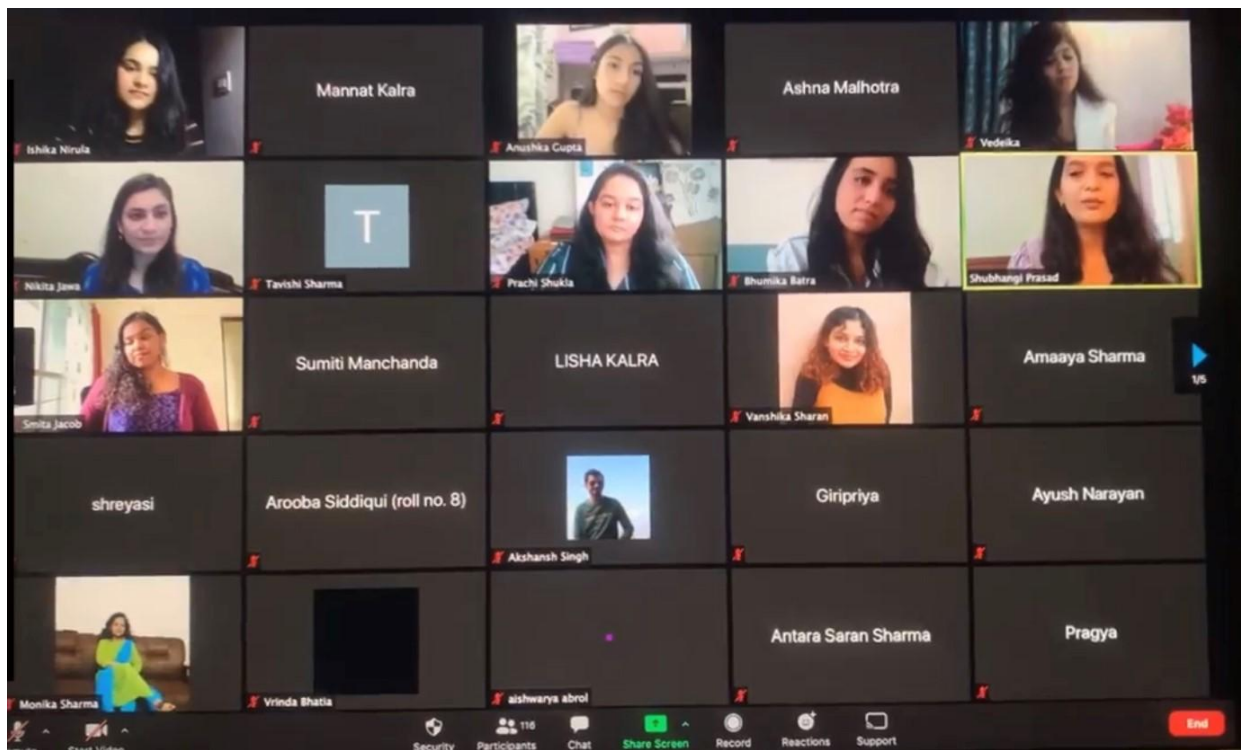 Ishika Nirula
Mannat Kalra
Anushka Gupta
Ashna Malhotra
Vedeika
Nikita Jawa
T
Tavishi Sharma
Prachi Shukla
Bhumika Batra
Shubhangi Prasad
Smita Jacob
Sumiti Manchanda
LISHA KALRA
Vanshika Sharan
Amaaya Sharma
1/5
shreyasi
Arooba Siddiqui (roll no. 8)
Akshansh Singh
Giripriya
Ayush Narayan
Monika Sharma
Vrinda Bhatia
aishwarya abrol
Antara Saran Sharma
Pragya
Start Video
Security
Participants
116
Chat
Share Screen
Record
Reactions
Support
End